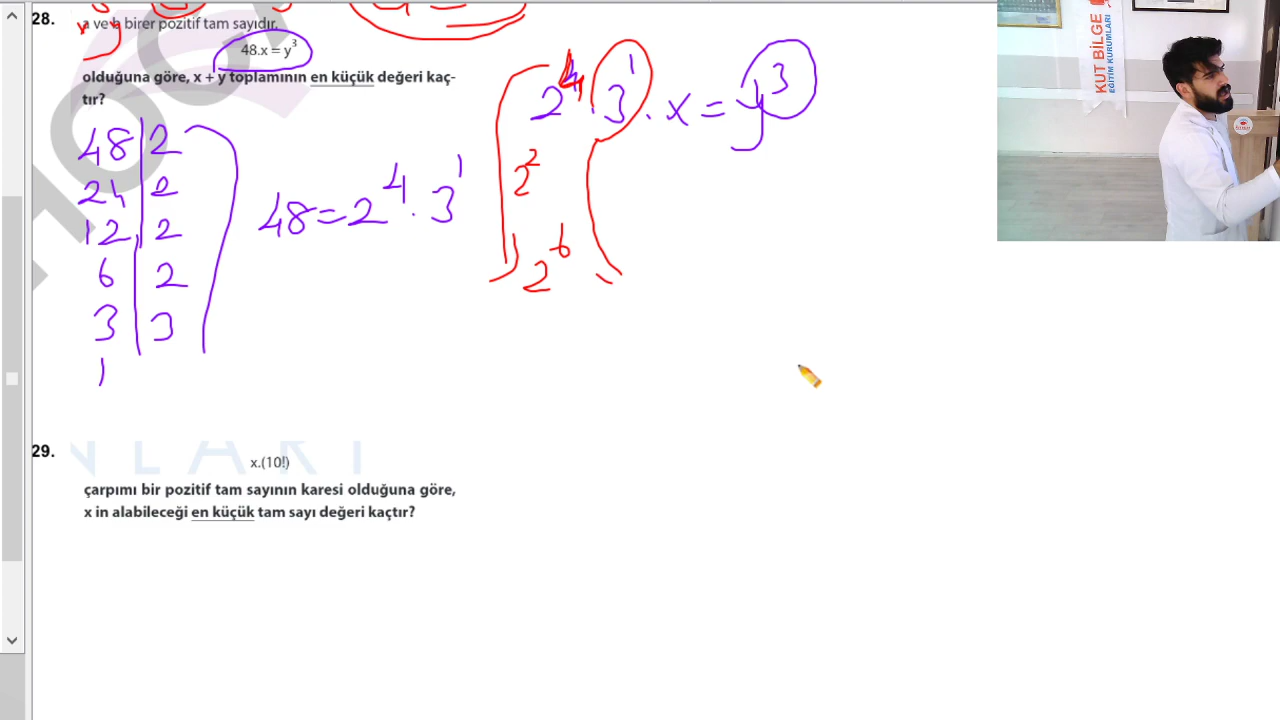 28.
a ve b birer pozitif tam sayıdır.
x y
48.x = y³
olduğuna göre, x + y toplamının en küçük değeri kaç-
tır?
48 2
24 2
12 2
6 2
3 3
1
48 = 2⁴ . 3¹
2⁴ . 3¹ . x = y³
2²
2⁶
KUT BİLGE
EĞİTİM KURUMLARI
29.
NLARI
x.(10!)
çarpımı bir pozitif tam sayının karesi olduğuna göre,
x in alabileceği en küçük tam sayı değeri kaçtır?